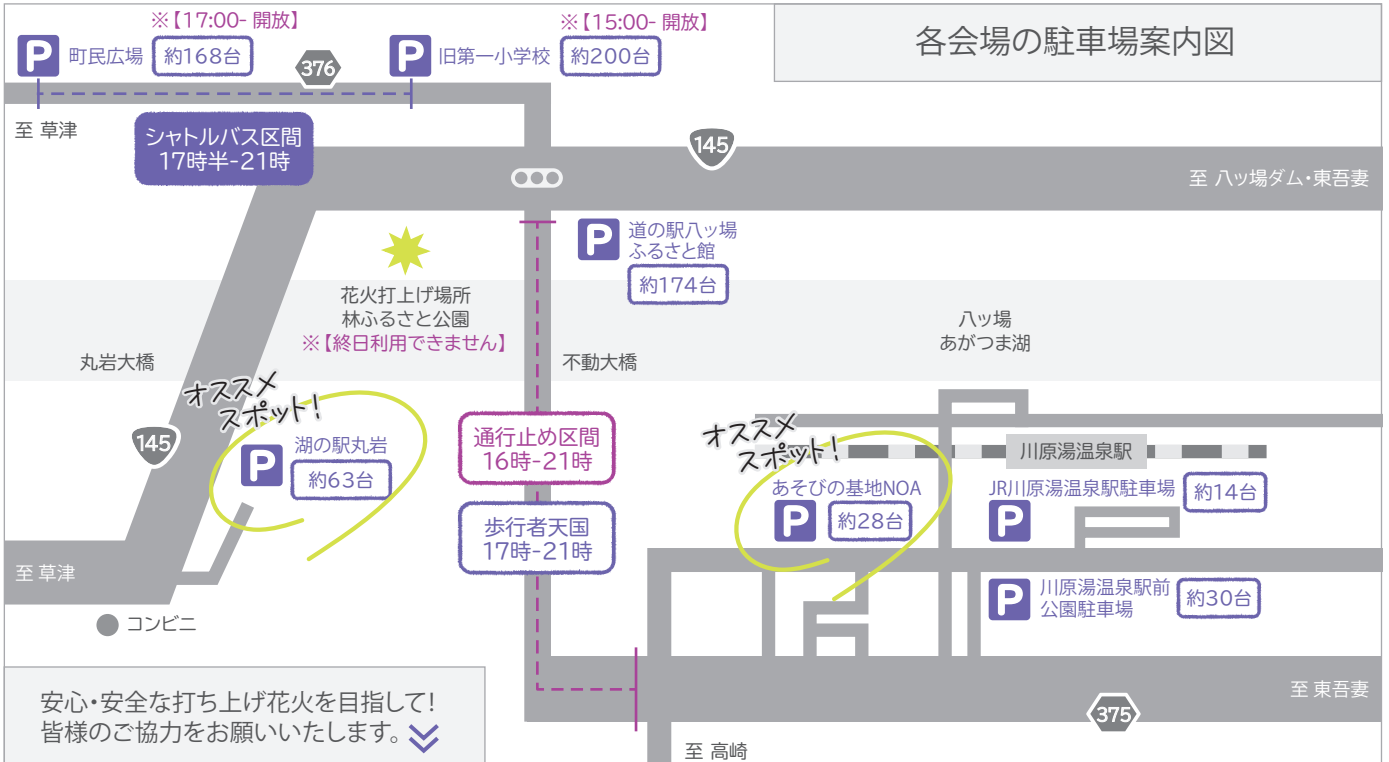 ※【17:00- 開放】
P 町民広場 約168台
376
※【15:00- 開放】
P 旧第一小学校 約200台
各会場の駐車場案内図
至 草津
シャトルバス区間
17時半-21時
145
至 八ッ場ダム・東吾妻
P 道の駅八ッ場
ふるさと館
約174台
花火打上げ場所
林ふるさと公園
※【終日利用できません】
八ッ場
あがつま湖
丸岩大橋
不動大橋
オススメ
スポット!
145
P 湖の駅丸岩
約63台
通行止め区間
16時-21時
歩行者天国
17時-21時
オススメ
スポット!
あそびの基地NOA
P 約28台
川原湯温泉駅
JR川原湯温泉駅駐車場 約14台
P
P 川原湯温泉駅前
公園駐車場
約30台
至 草津
コンビニ
至 東吾妻
375
至 高崎
安心・安全な打ち上げ花火を目指して!
皆様のご協力をお願いいたします。